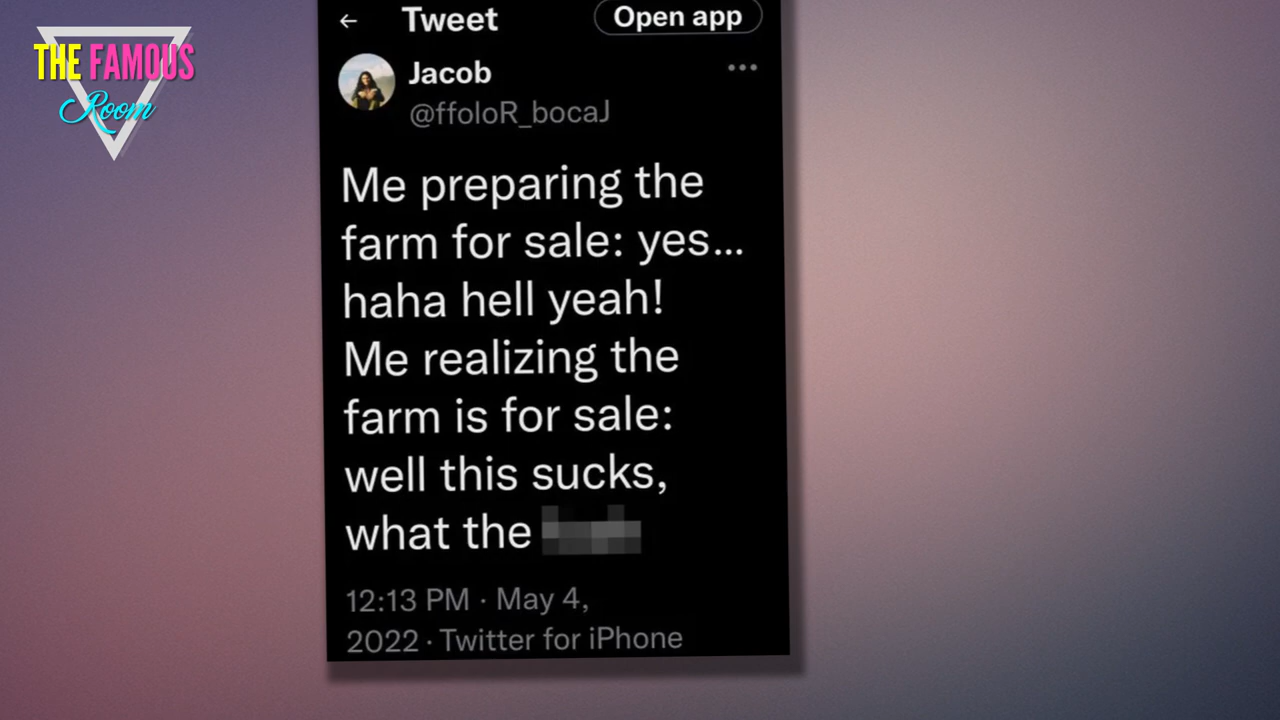 THE FAMOUS
Room
← Tweet Open app
Jacob
@ffoloR_bocaJ
Me preparing the
farm for sale: yes...
haha hell yeah!
Me realizing the
farm is for sale:
well this sucks,
what the
12:13 PM · May 4,
2022 · Twitter for iPhone